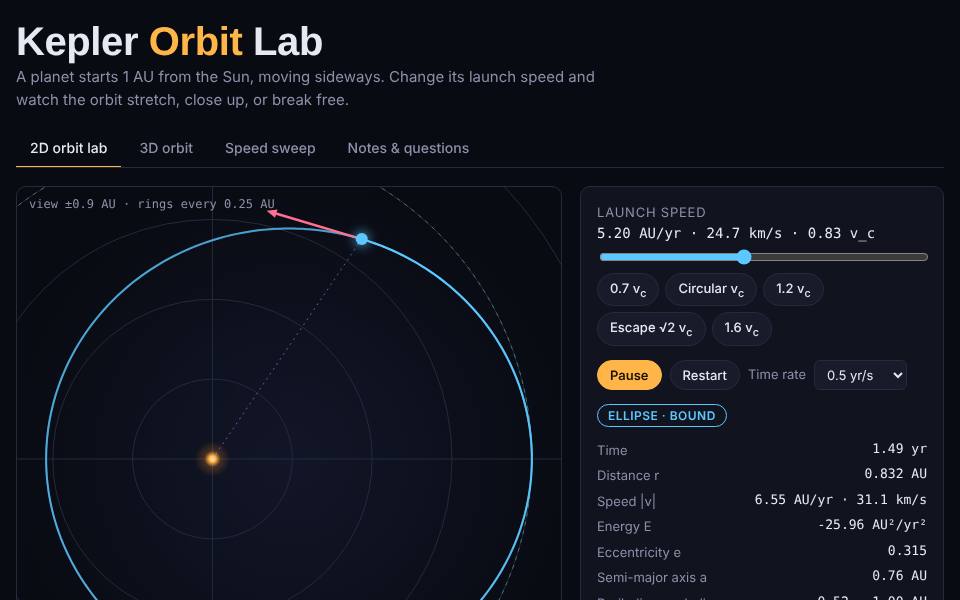 Kepler Orbit Lab
A planet starts 1 AU from the Sun, moving sideways. Change its launch speed and
watch the orbit stretch, close up, or break free.
2D orbit lab
3D orbit
Speed sweep
Notes & questions
view ±0.9 AU · rings every 0.25 AU
LAUNCH SPEED
5.20 AU/yr · 24.7 km/s · 0.83 v_c
0.7 vc
Circular vc
1.2 vc
Escape √2 vc
1.6 vc
Pause
Restart
Time rate
0.5 yr/s
ELLIPSE · BOUND
Time 1.49 yr
Distance r 0.832 AU
Speed |v| 6.55 AU/yr · 31.1 km/s
Energy E -25.96 AU²/yr²
Eccentricity e 0.315
Semi-major axis a 0.76 AU